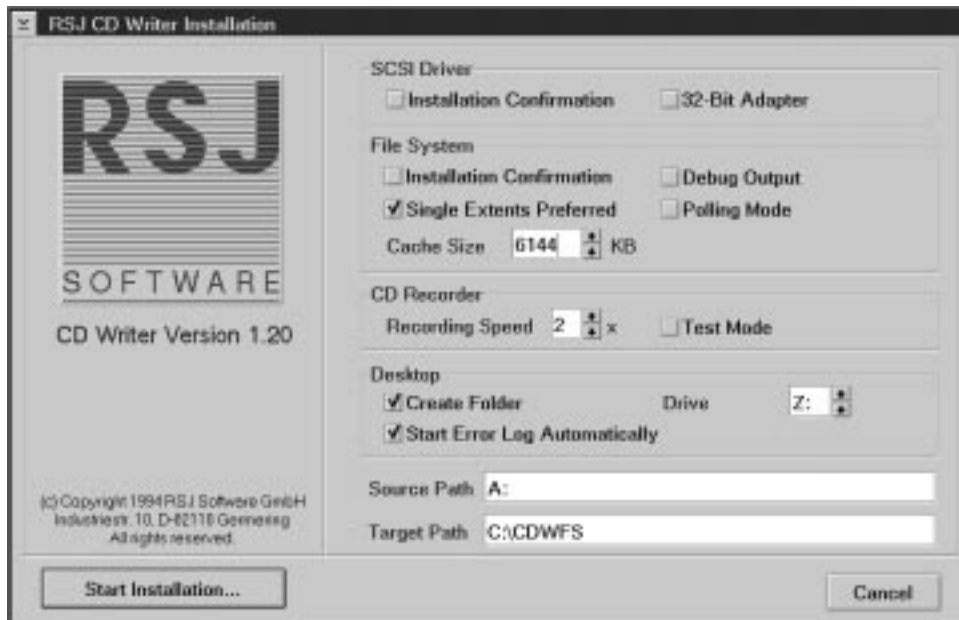 RSJ CD Writer Installation
RSJ
SOFTWARE
CD Writer Version 1.20
(c) Copyright 1994 RSJ Software GmbH
Industriestr. 10, D-82110 Germering
All rights reserved.
SCSI Driver
Installation Confirmation
32-Bit Adapter
File System
Installation Confirmation
Debug Output
Single Extents Preferred
Polling Mode
Cache Size 6144 KB
CD Recorder
Recording Speed 2 x
Test Mode
Desktop
Create Folder
Drive Z:
Start Error Log Automatically
Source Path A:
Target Path C:\CDWFS
Start Installation...
Cancel